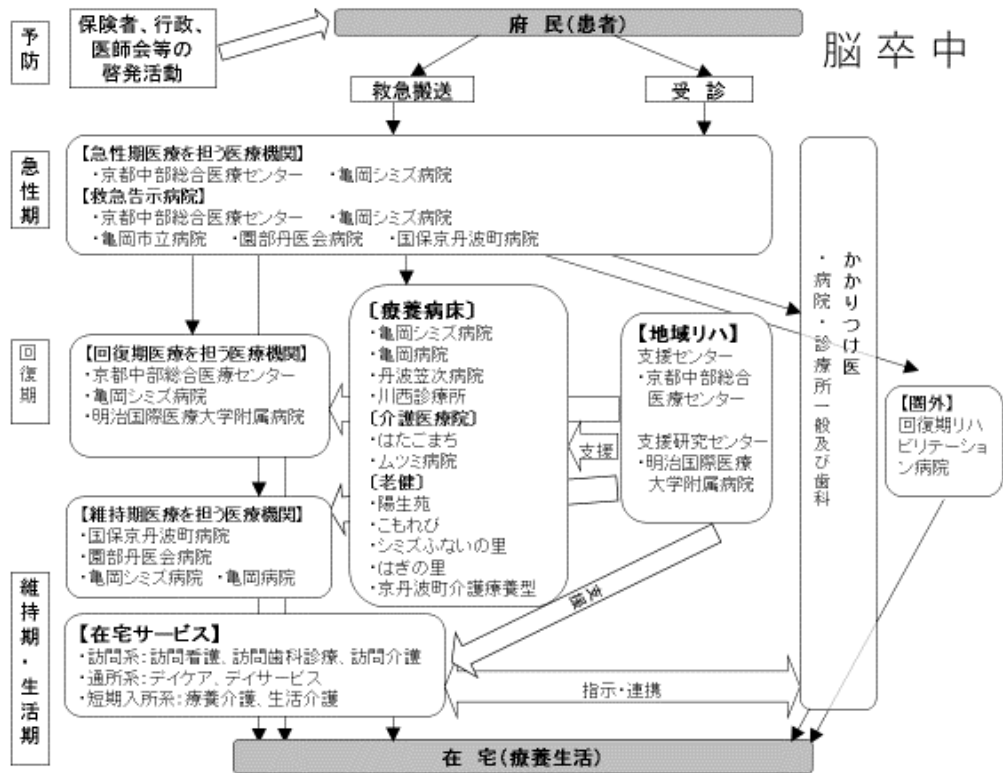 脳卒中
予防
保険者、行政、
医師会等の
啓発活動
府 民(患者)
救急搬送
受 診
急性期
【急性期医療を担う医療機関】
・京都中部総合医療センター ・亀岡シミズ病院
【救急告示病院】
・京都中部総合医療センター ・亀岡シミズ病院
・亀岡市立病院 ・園部丹医会病院 ・国保京丹波町病院
かかりつけ医
・病院・診療所一般及び歯科
回復期
【回復期医療を担う医療機関】
・京都中部総合医療センター
・亀岡シミズ病院
・明治国際医療大学附属病院
〔療養病床〕
・亀岡シミズ病院
・亀岡病院
・丹波笠次病院
・川西診療所
〔介護医療院〕
・はたごまち
・ムツミ病院
〔老健〕
・陽生苑
・こもれび
・シミズふないの里
・はぎの里
・京丹波町介護療養型
【地域リハ】
支援センター
・京都中部総合
医療センター
支援研究センター
・明治国際医療
大学附属病院
支援
【圏外】
回復期リハ
ビリテーショ
ン病院
維持期・生活期
【維持期医療を担う医療機関】
・国保京丹波町病院
・園部丹医会病院
・亀岡シミズ病院 ・亀岡病院
支援
【在宅サービス】
・訪問系:訪問看護、訪問歯科診療、訪問介護
・通所系:デイケア、デイサービス
・短期入所系:療養介護、生活介護
指示・連携
在 宅(療養生活)